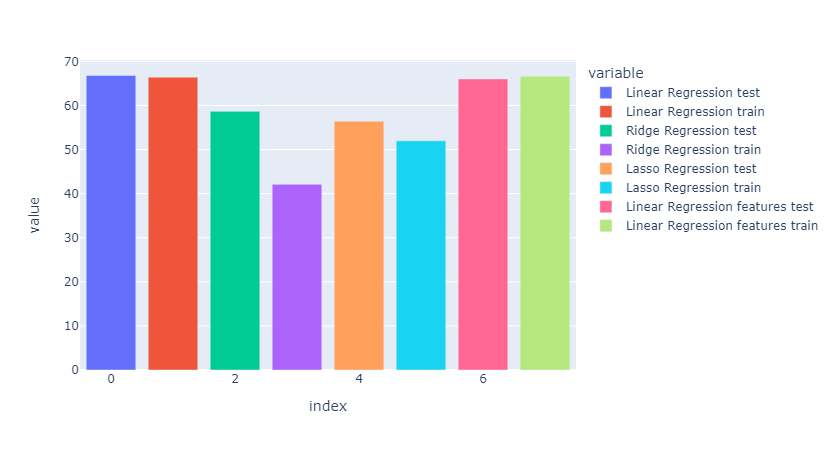 70
60
50
40
30
20
10
0
value
0 2 4 6
index
variable
Linear Regression test
Linear Regression train
Ridge Regression test
Ridge Regression train
Lasso Regression test
Lasso Regression train
Linear Regression features test
Linear Regression features train